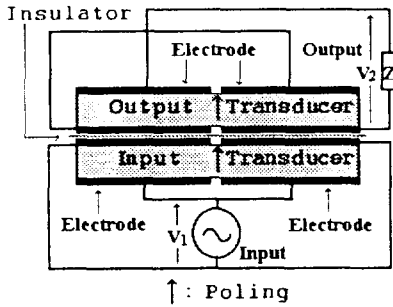 Insulator
Electrode
Output
V2
Z
Output Transducer
Input Transducer
Electrode
V1
Input
Electrode
↑: Poling